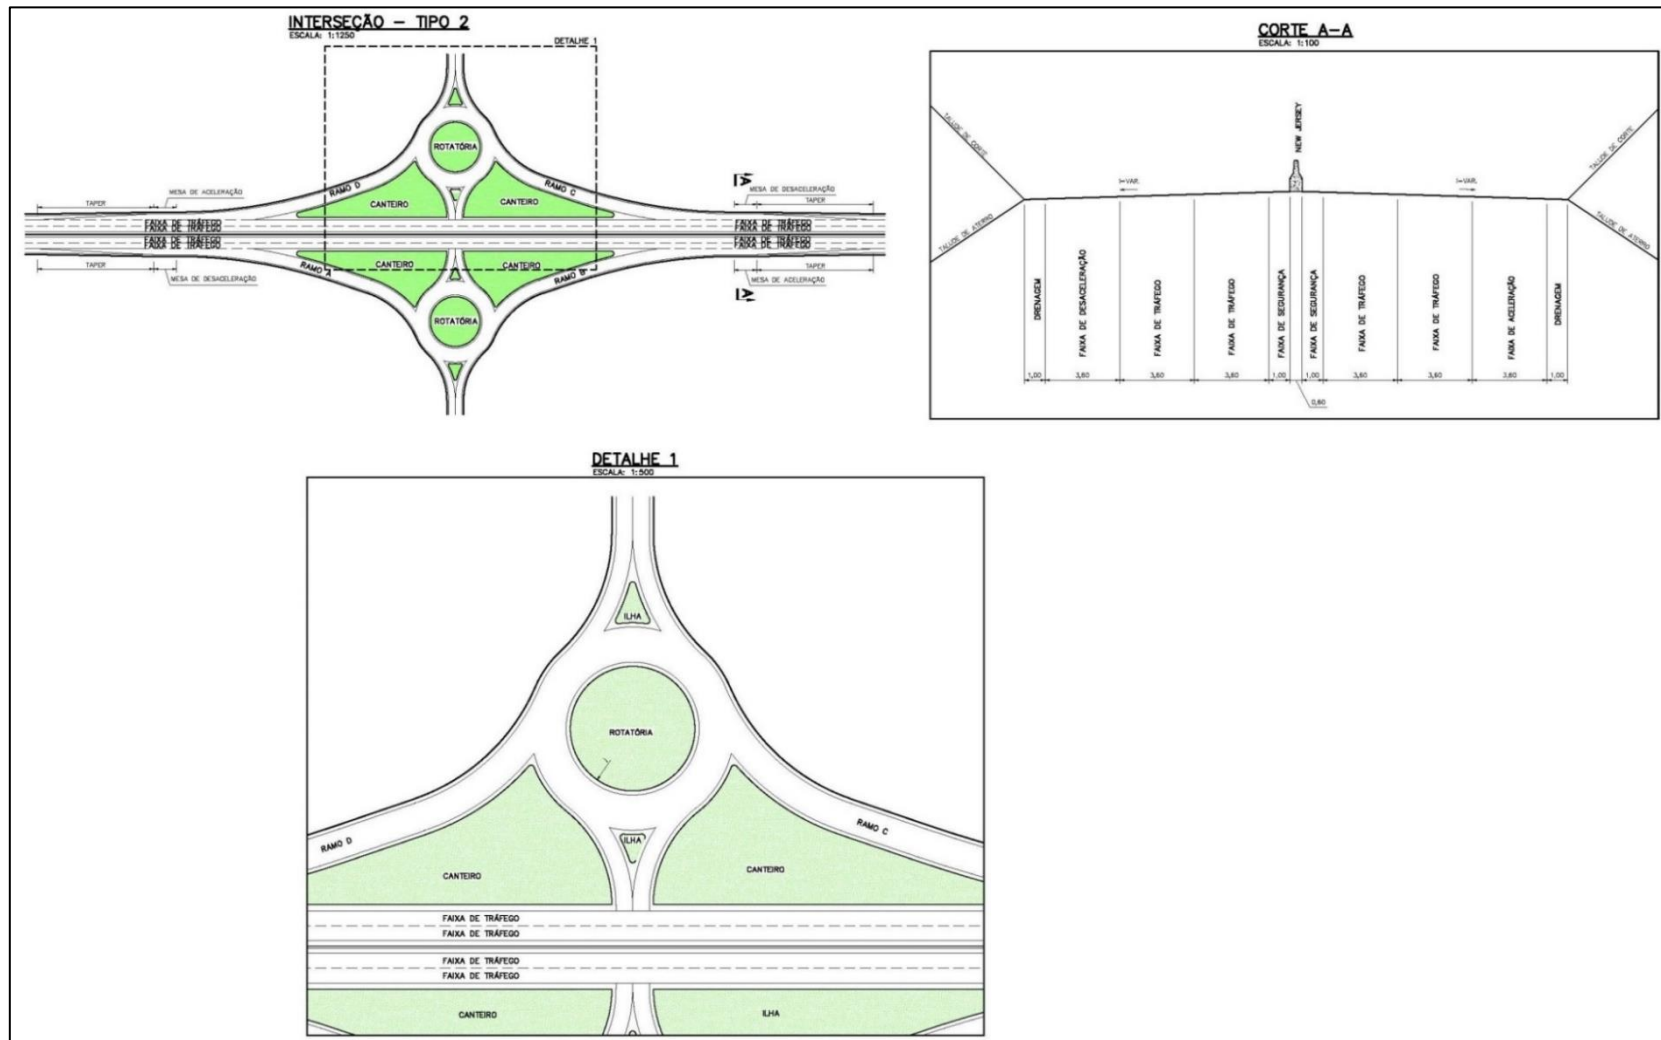 INTERSEÇÃO - TIPO 2
ESCALA: 1:1250
DETALHE 1
ROTATÓRIA
RAMO D
RAMO C
MESA DE ACELERAÇÃO
TAPER
CANTEIRO
CANTEIRO
A
MESA DE DESACELERAÇÃO
TAPER
FAIXA DE TRÁFEGO
FAIXA DE TRÁFEGO
FAIXA DE TRÁFEGO
FAIXA DE TRÁFEGO
FAIXA DE TRÁFEGO
FAIXA DE TRÁFEGO
FAIXA DE TRÁFEGO
FAIXA DE TRÁFEGO
TAPER
MESA DE DESACELERAÇÃO
RAMO A
CANTEIRO
CANTEIRO
RAMO B
TAPER
MESA DE ACELERAÇÃO
A
ROTATÓRIA
CORTE A-A
ESCALA: 1:100
TALUDE DE CORTE
TALUDE DE ATERRO
NEW JERSEY
I=VAR.
I=VAR.
TALUDE DE CORTE
TALUDE DE ATERRO
DRENAGEM
FAIXA DE DESACELERAÇÃO
FAIXA DE TRÁFEGO
FAIXA DE TRÁFEGO
FAIXA DE SEGURANÇA
FAIXA DE SEGURANÇA
FAIXA DE TRÁFEGO
FAIXA DE TRÁFEGO
FAIXA DE ACELERAÇÃO
DRENAGEM
1,00
3,60
3,60
3,60
1,00
1,00
3,60
3,60
3,60
1,00
0,60
DETALHE 1
ESCALA: 1:500
ILHA
ROTATÓRIA
RAMO D
ILHA
RAMO C
CANTEIRO
CANTEIRO
FAIXA DE TRÁFEGO
FAIXA DE TRÁFEGO
FAIXA DE TRÁFEGO
FAIXA DE TRÁFEGO
CANTEIRO
ILHA